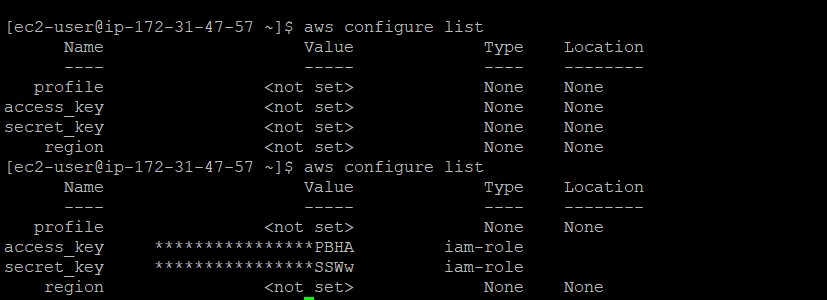 [ec2-user@ip-172-31-47-57 ~]$ aws configure list
      Name                    Value             Type    Location
      ----                    -----             ----    --------
   profile                <not set>             None    None
access_key                <not set>             None    None
secret_key                <not set>             None    None
    region                <not set>             None    None
[ec2-user@ip-172-31-47-57 ~]$ aws configure list
      Name                    Value             Type    Location
      ----                    -----             ----    --------
   profile                <not set>             None    None
access_key     ****************PBHA         iam-role
secret_key     ****************SSWw         iam-role
    region                <not set>             None    None